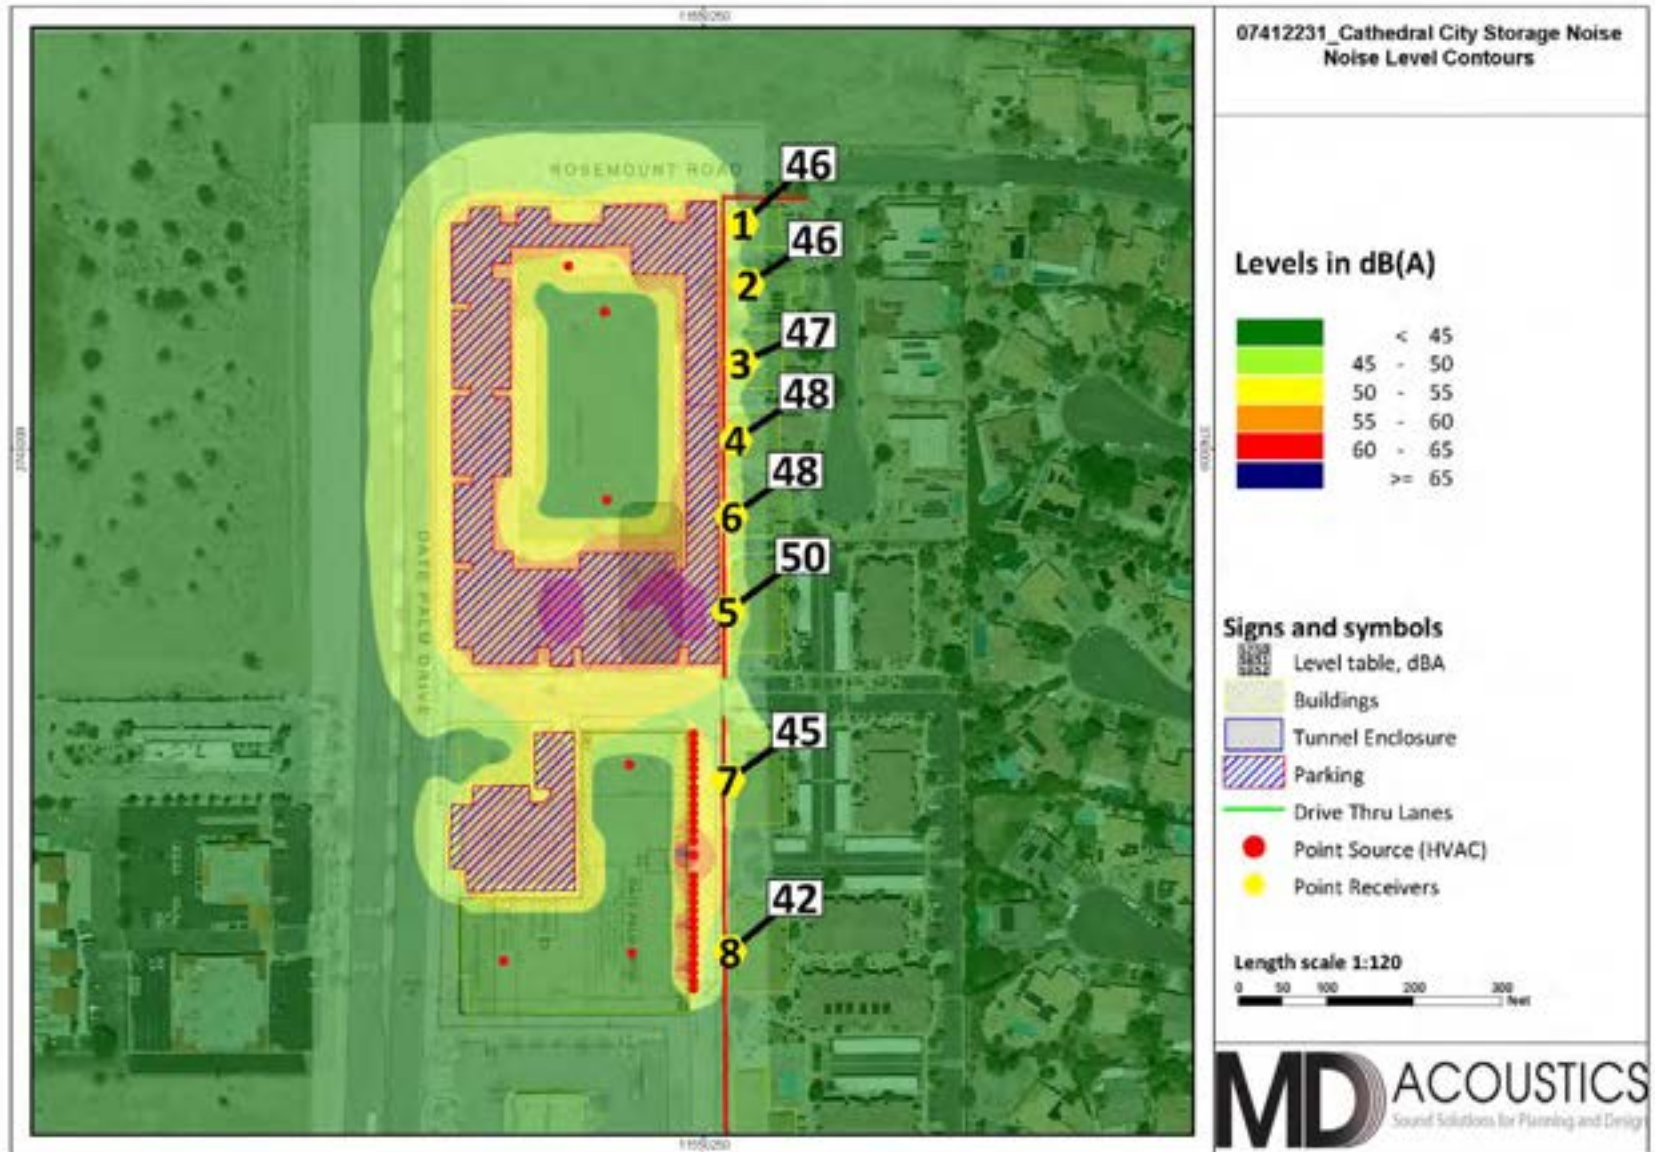 11550250
07412231_Cathedral City Storage Noise
Noise Level Contours
ROSEMOUNT ROAD
46
1
46
2
47
3
48
4
48
6
50
5
45
7
42
8
DATE PALM DRIVE
Levels in dB(A)
< 45
45 - 50
50 - 55
55 - 60
60 - 65
>= 65
Signs and symbols
Level table, dBA
Buildings
Tunnel Enclosure
Parking
Drive Thru Lanes
Point Source (HVAC)
Point Receivers
Length scale 1:120
0 50 100 200 300
feet
11550250
MD ACOUSTICS
Sound Solutions for Planning and Design